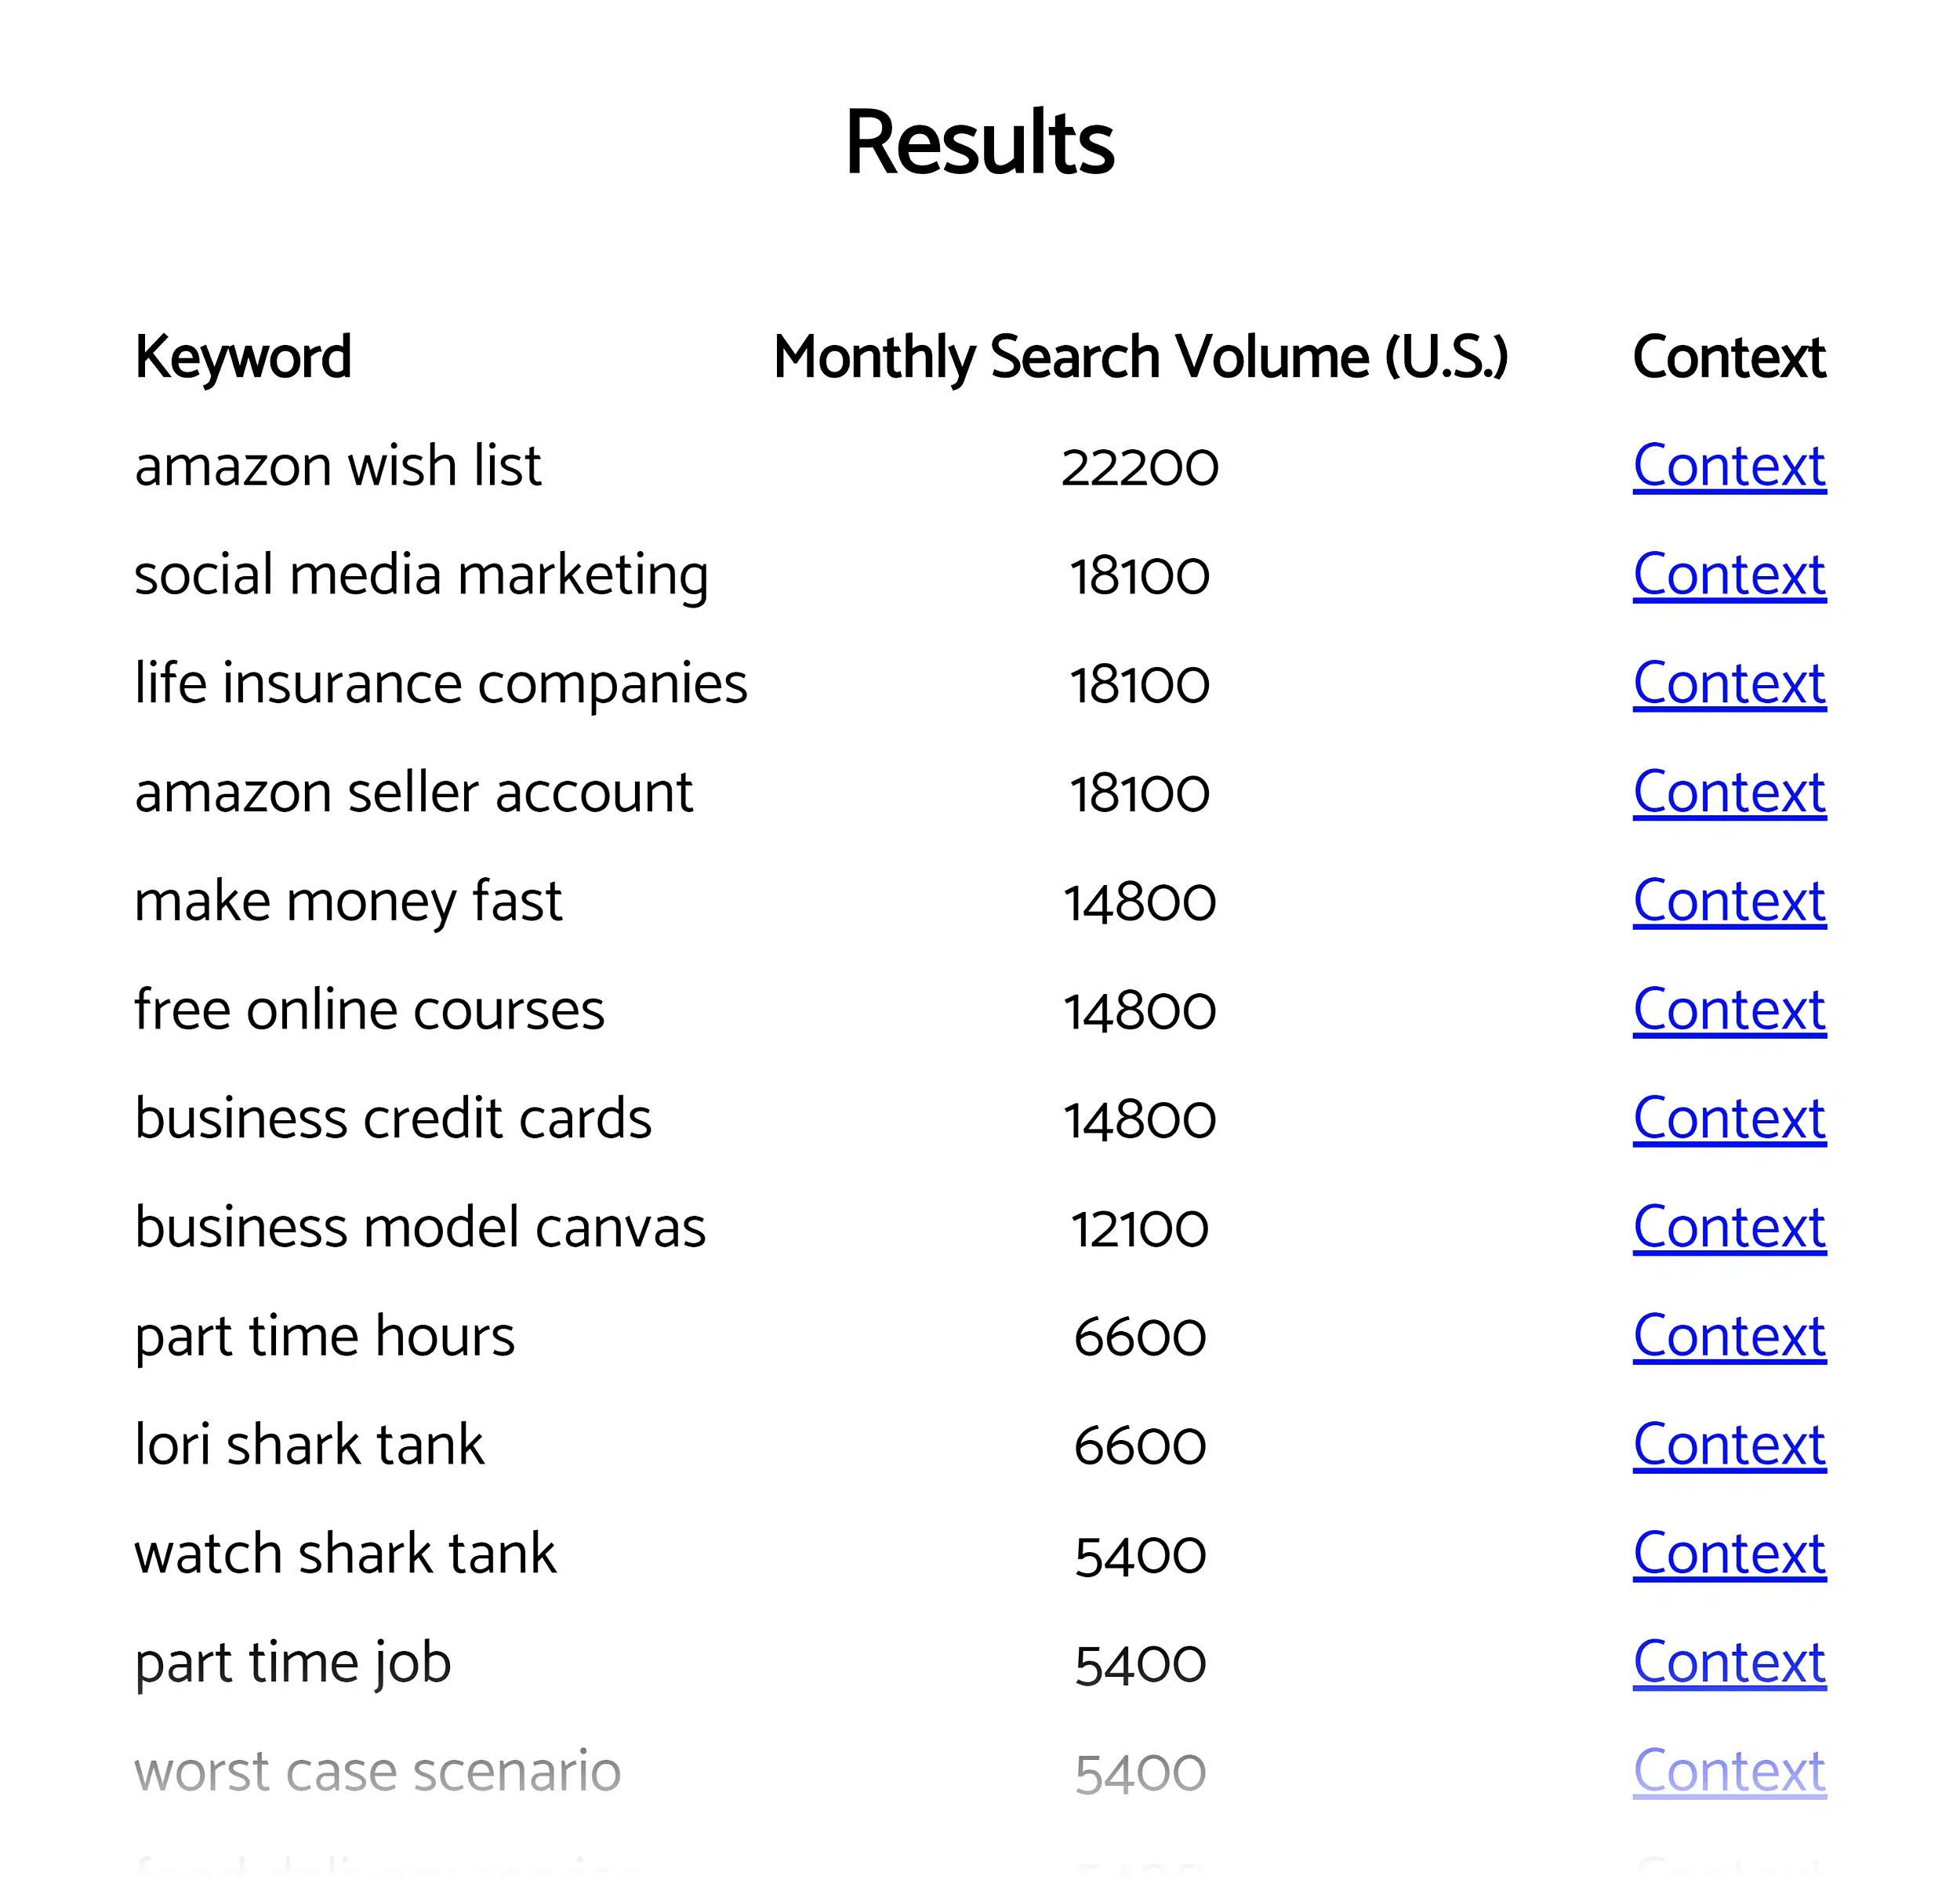 Results
Keyword Monthly Search Volume (U.S.) Context
amazon wish list 22200 Context
social media marketing 18100 Context
life insurance companies 18100 Context
amazon seller account 18100 Context
make money fast 14800 Context
free online courses 14800 Context
business credit cards 14800 Context
business model canvas 12100 Context
part time hours 6600 Context
lori shark tank 6600 Context
watch shark tank 5400 Context
part time job 5400 Context
worst case scenario 5400 Context